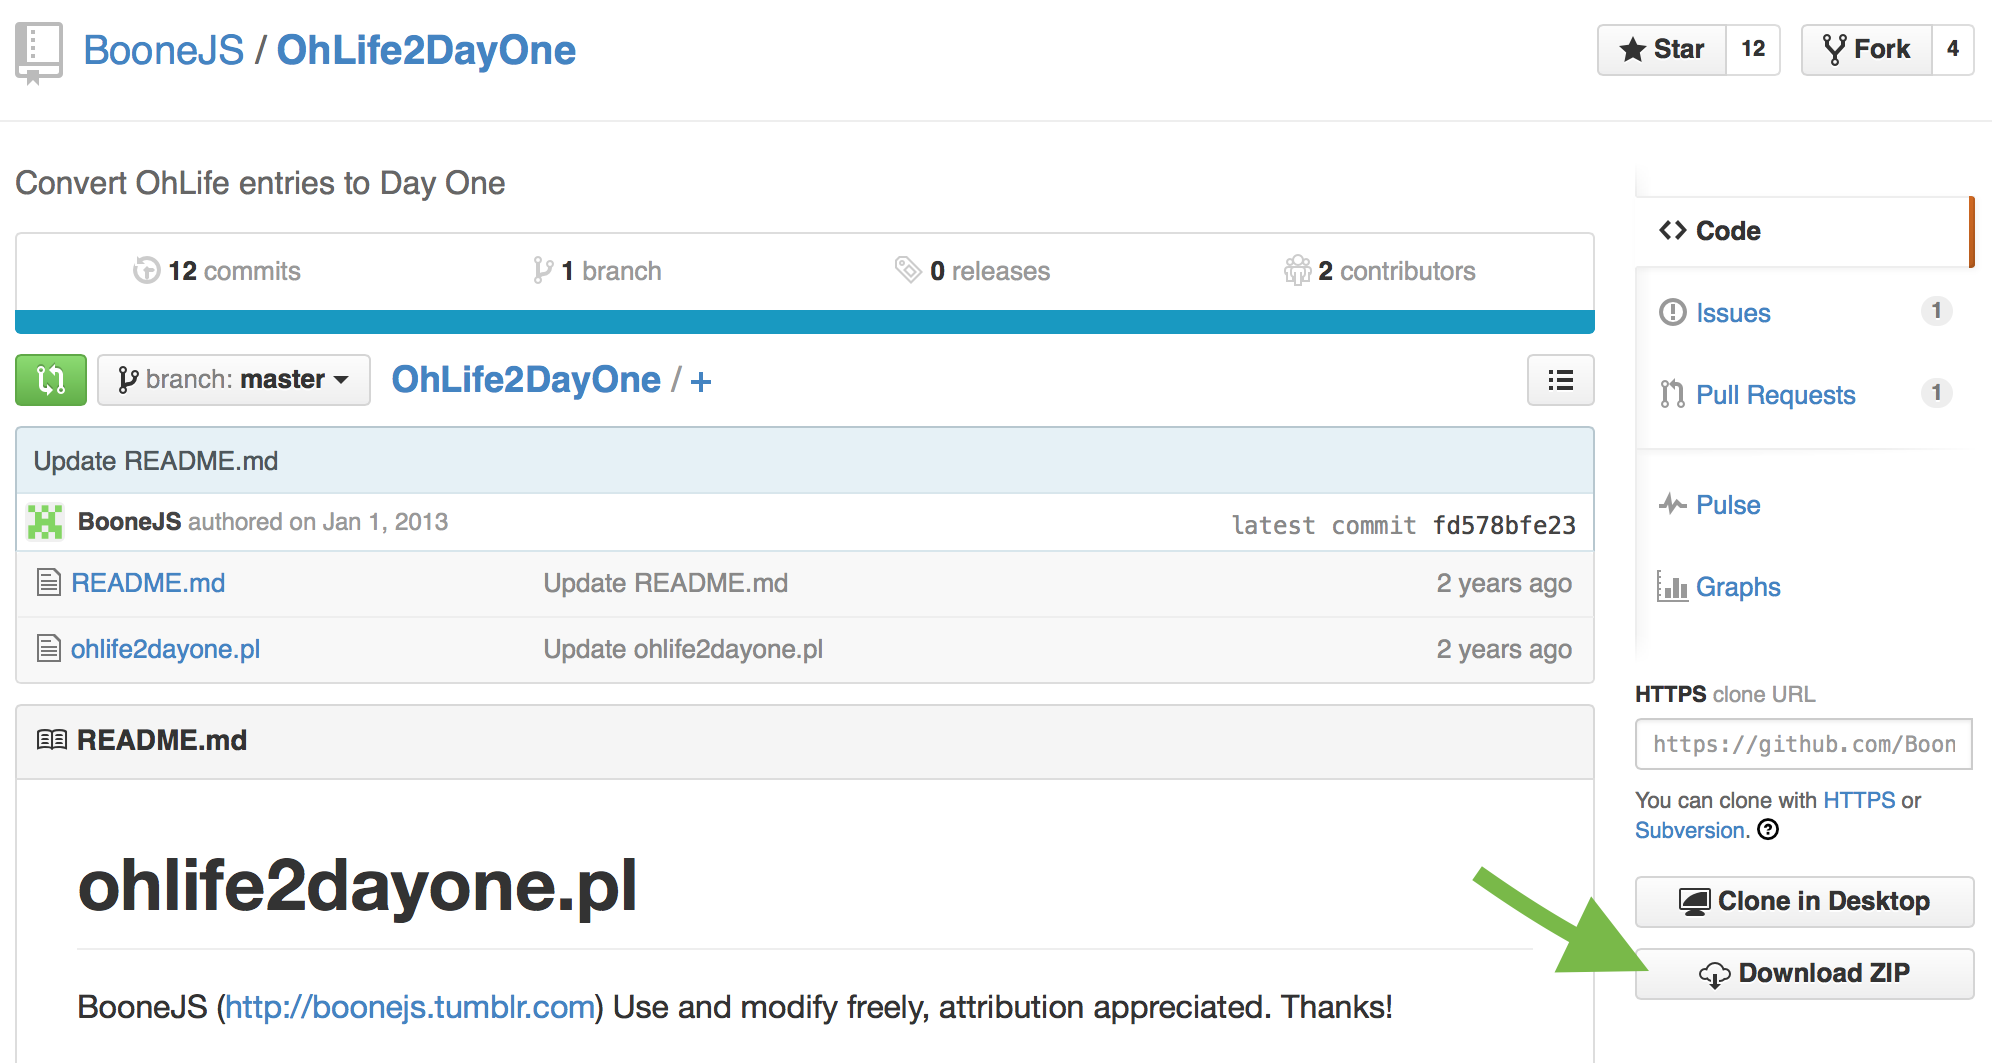 BooneJS / OhLife2DayOne
Star 12
Fork 4
Convert OhLife entries to Day One
12 commits
1 branch
0 releases
2 contributors
branch: master
OhLife2DayOne / +
Update README.md
BooneJS authored on Jan 1, 2013
latest commit fd578bfe23
README.md Update README.md 2 years ago
ohlife2dayone.pl Update ohlife2dayone.pl 2 years ago
README.md
ohlife2dayone.pl
BooneJS (http://boonejs.tumblr.com) Use and modify freely, attribution appreciated. Thanks!
Code
Issues 1
Pull Requests 1
Pulse
Graphs
HTTPS clone URL
https://github.com/Boon
You can clone with HTTPS or
Subversion.
Clone in Desktop
Download ZIP